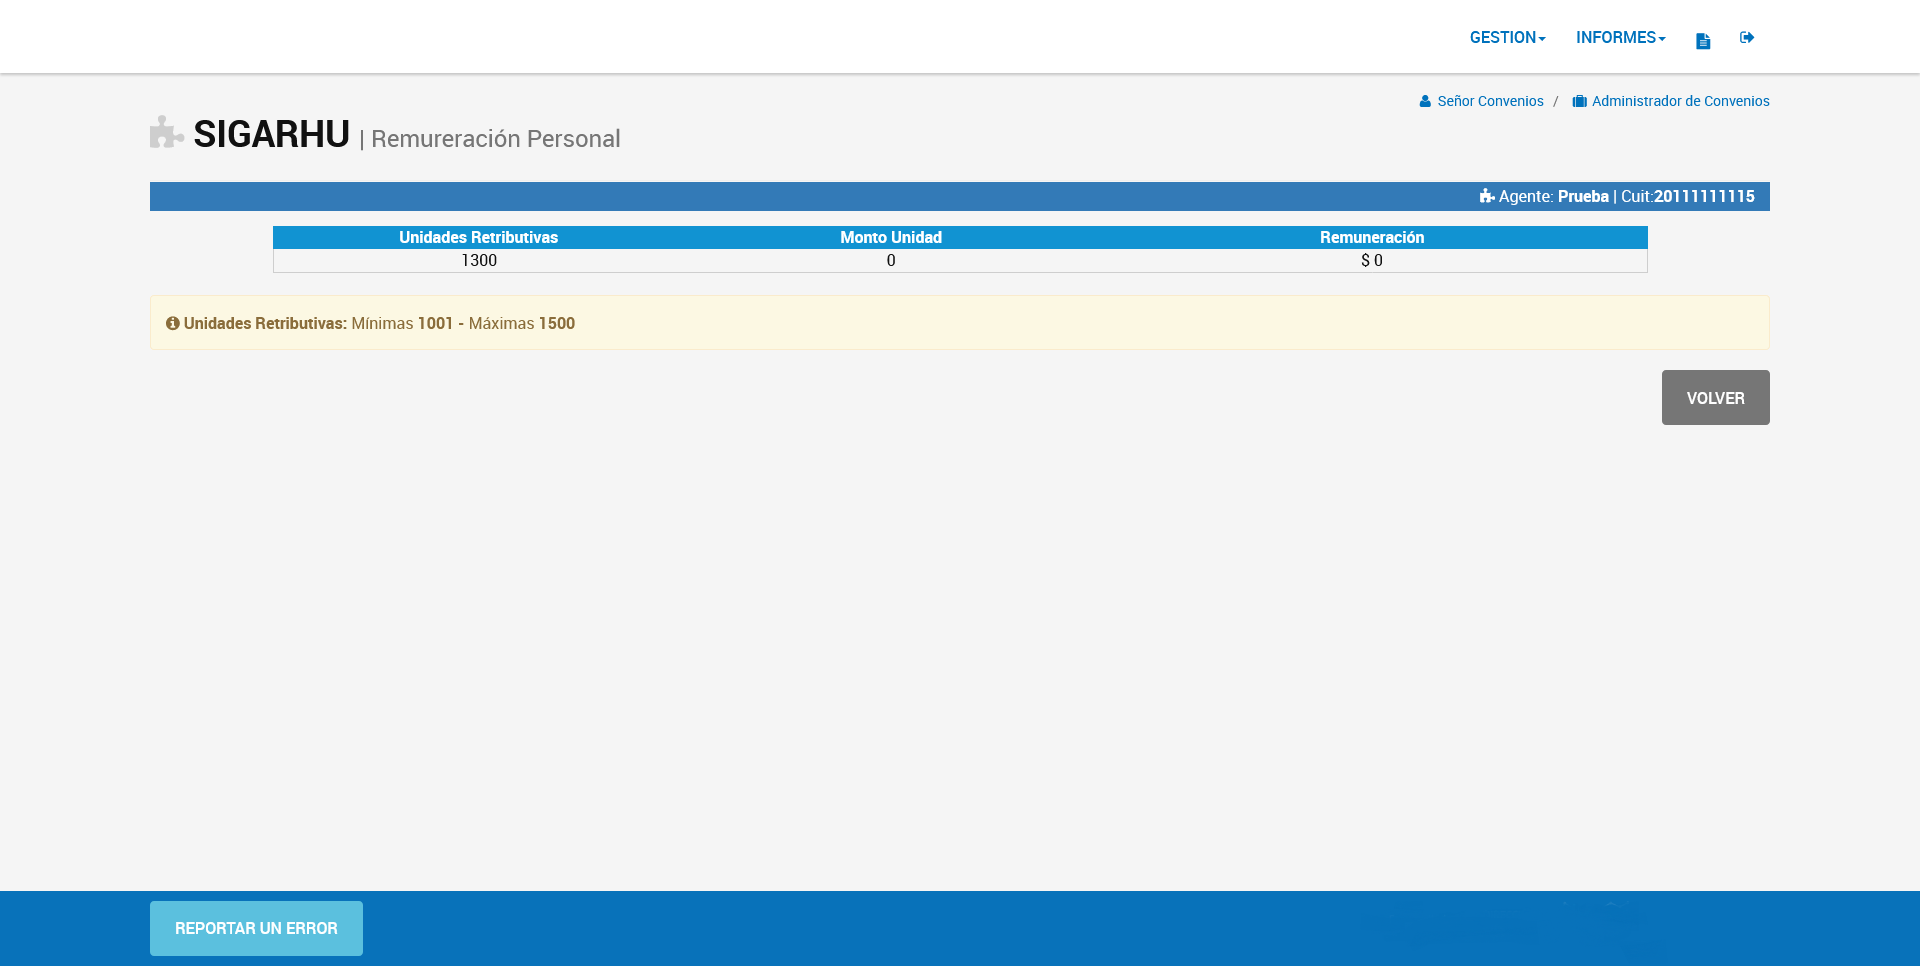 GESTION INFORMES
Señor Convenios / Administrador de Convenios
SIGARHU | Remureración Personal
Agente: Prueba | Cuit:20111111115
Unidades Retributivas Monto Unidad Remuneración
1300 0 $ 0
Unidades Retributivas: Mínimas 1001 - Máximas 1500
VOLVER
REPORTAR UN ERROR